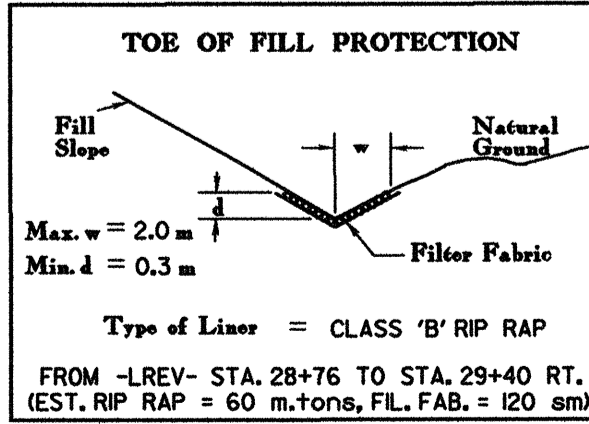 TOE OF FILL PROTECTION
Fill
Slope
w
Natural
Ground
d
Max. w = 2.0 m
Min. d = 0.3 m
Filter Fabric
Type of Liner = CLASS 'B' RIP RAP
FROM -LREV- STA. 28+76 TO STA. 29+40 RT.
(EST. RIP RAP = 60 m.tons, FIL. FAB. = 120 sm)